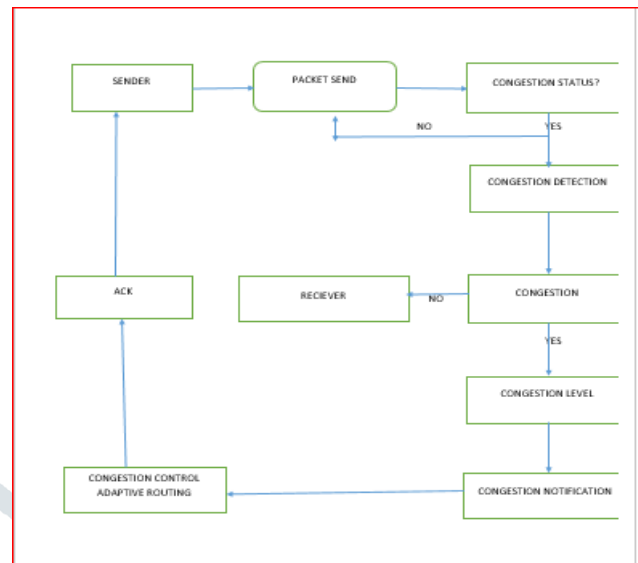 SENDER
PACKET SEND
CONGESTION STATUS?
NO
YES
CONGESTION DETECTION
ACK
RECIEVER
NO
CONGESTION
YES
CONGESTION LEVEL
CONGESTION CONTROL
ADAPTIVE ROUTING
CONGESTION NOTIFICATION